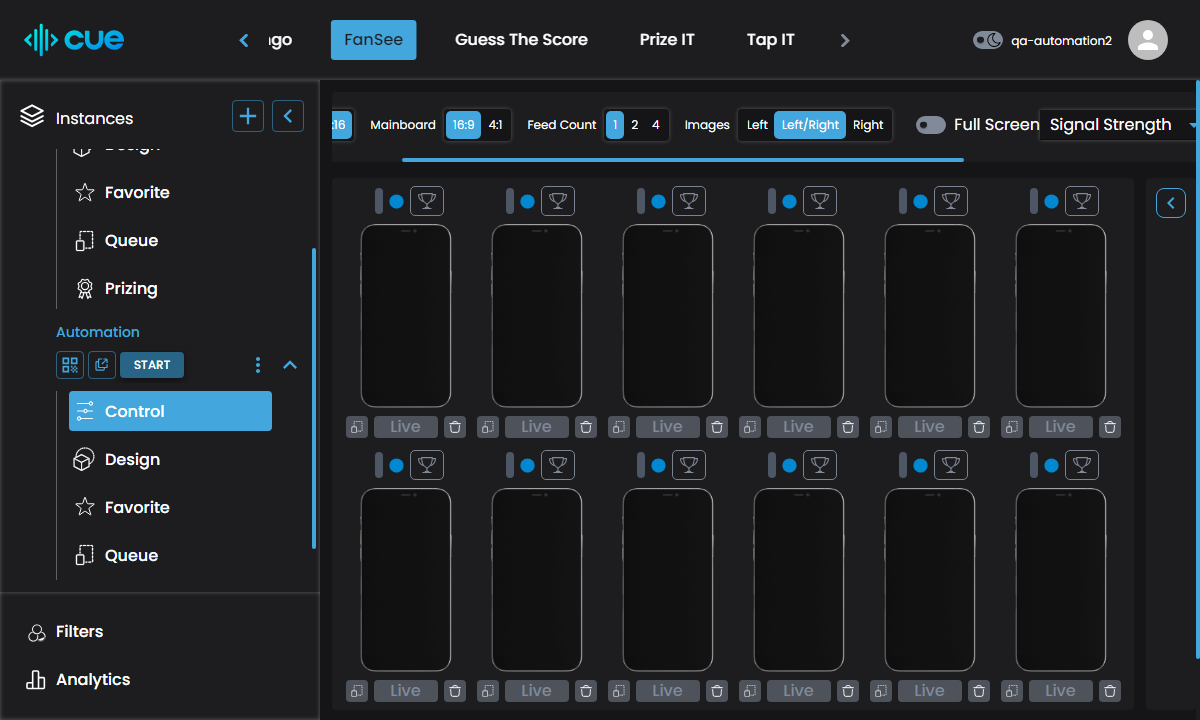 cue
FanSee
Guess The Score
Prize IT
Tap IT
qa-automation2
Instances
Favorite
Queue
Prizing
Automation
START
Control
Design
Favorite
Queue
Filters
Analytics
:16 Mainboard 16:9 4:1 Feed Count 1 2 4 Images Left Left/Right Right Full Screen Signal Strength
Live Live Live Live Live Live
Live Live Live Live Live Live